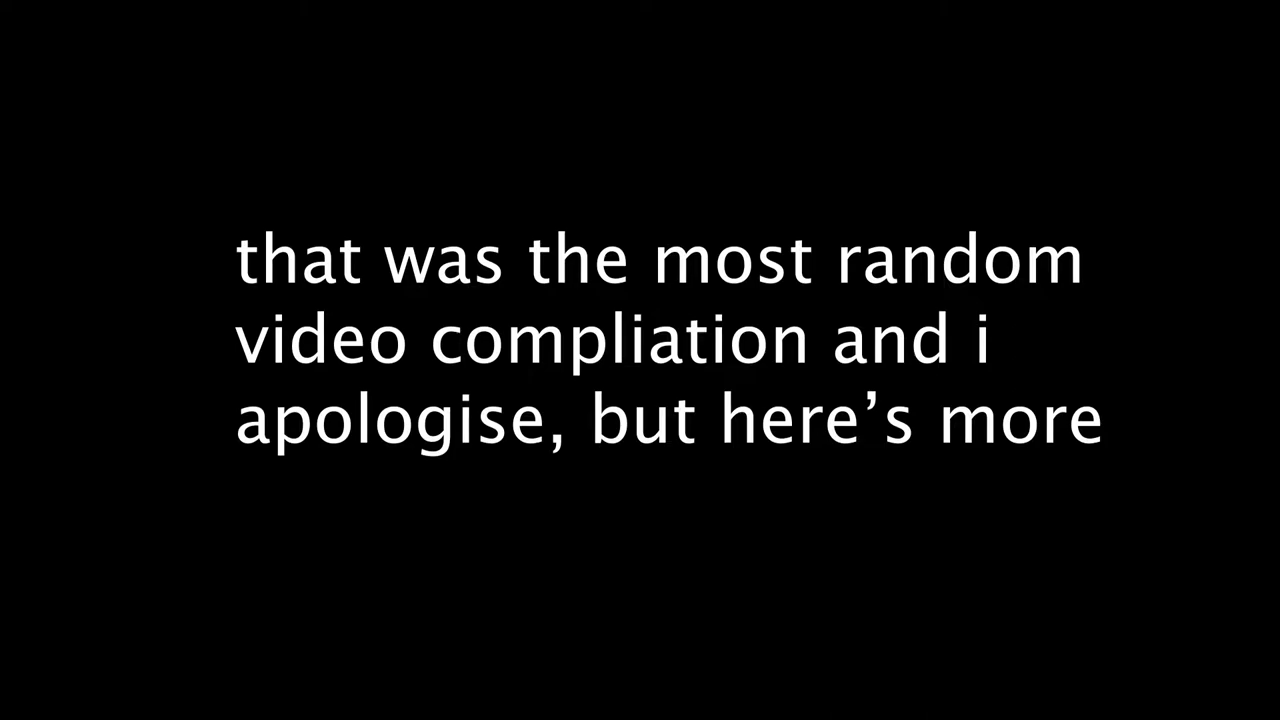 that was the most random
video compliation and i
apologise, but here’s more